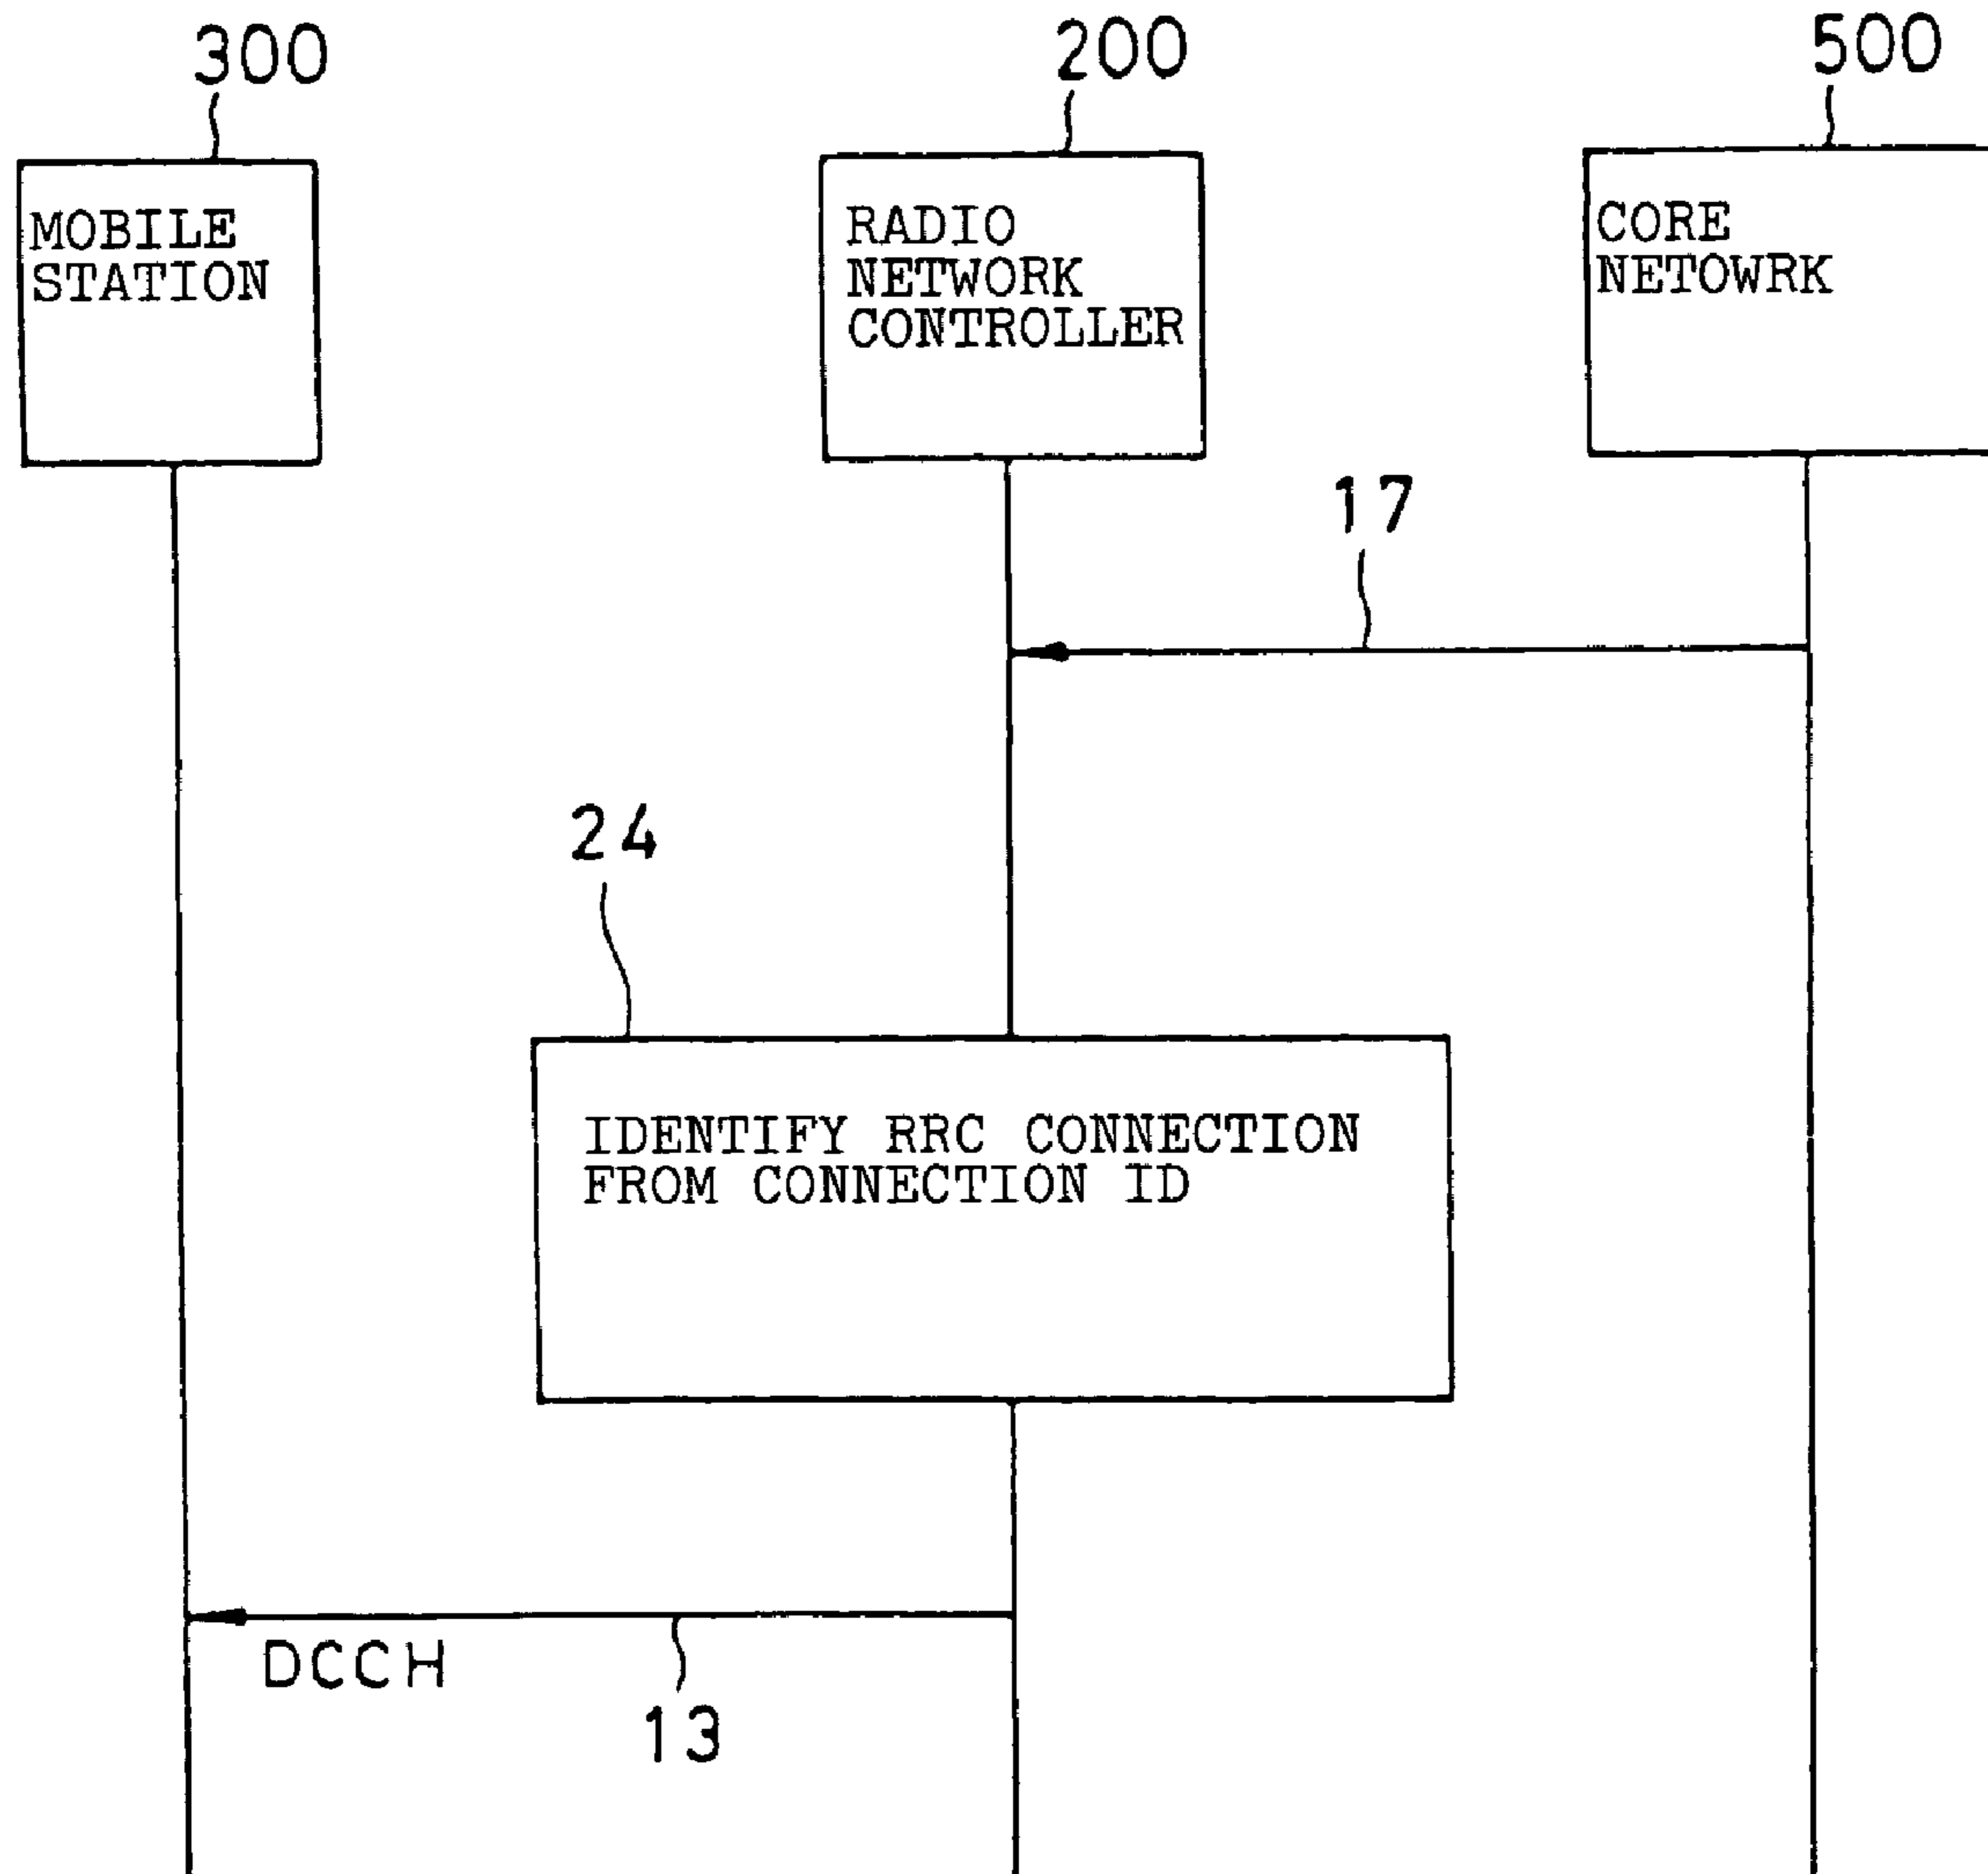 300
200
500
MOBILE
STATION
RADIO
NETWORK
CONTROLLER
CORE
NETOWRK
17
24
IDENTIFY RRC CONNECTION
FROM CONNECTION ID
DCCH
13